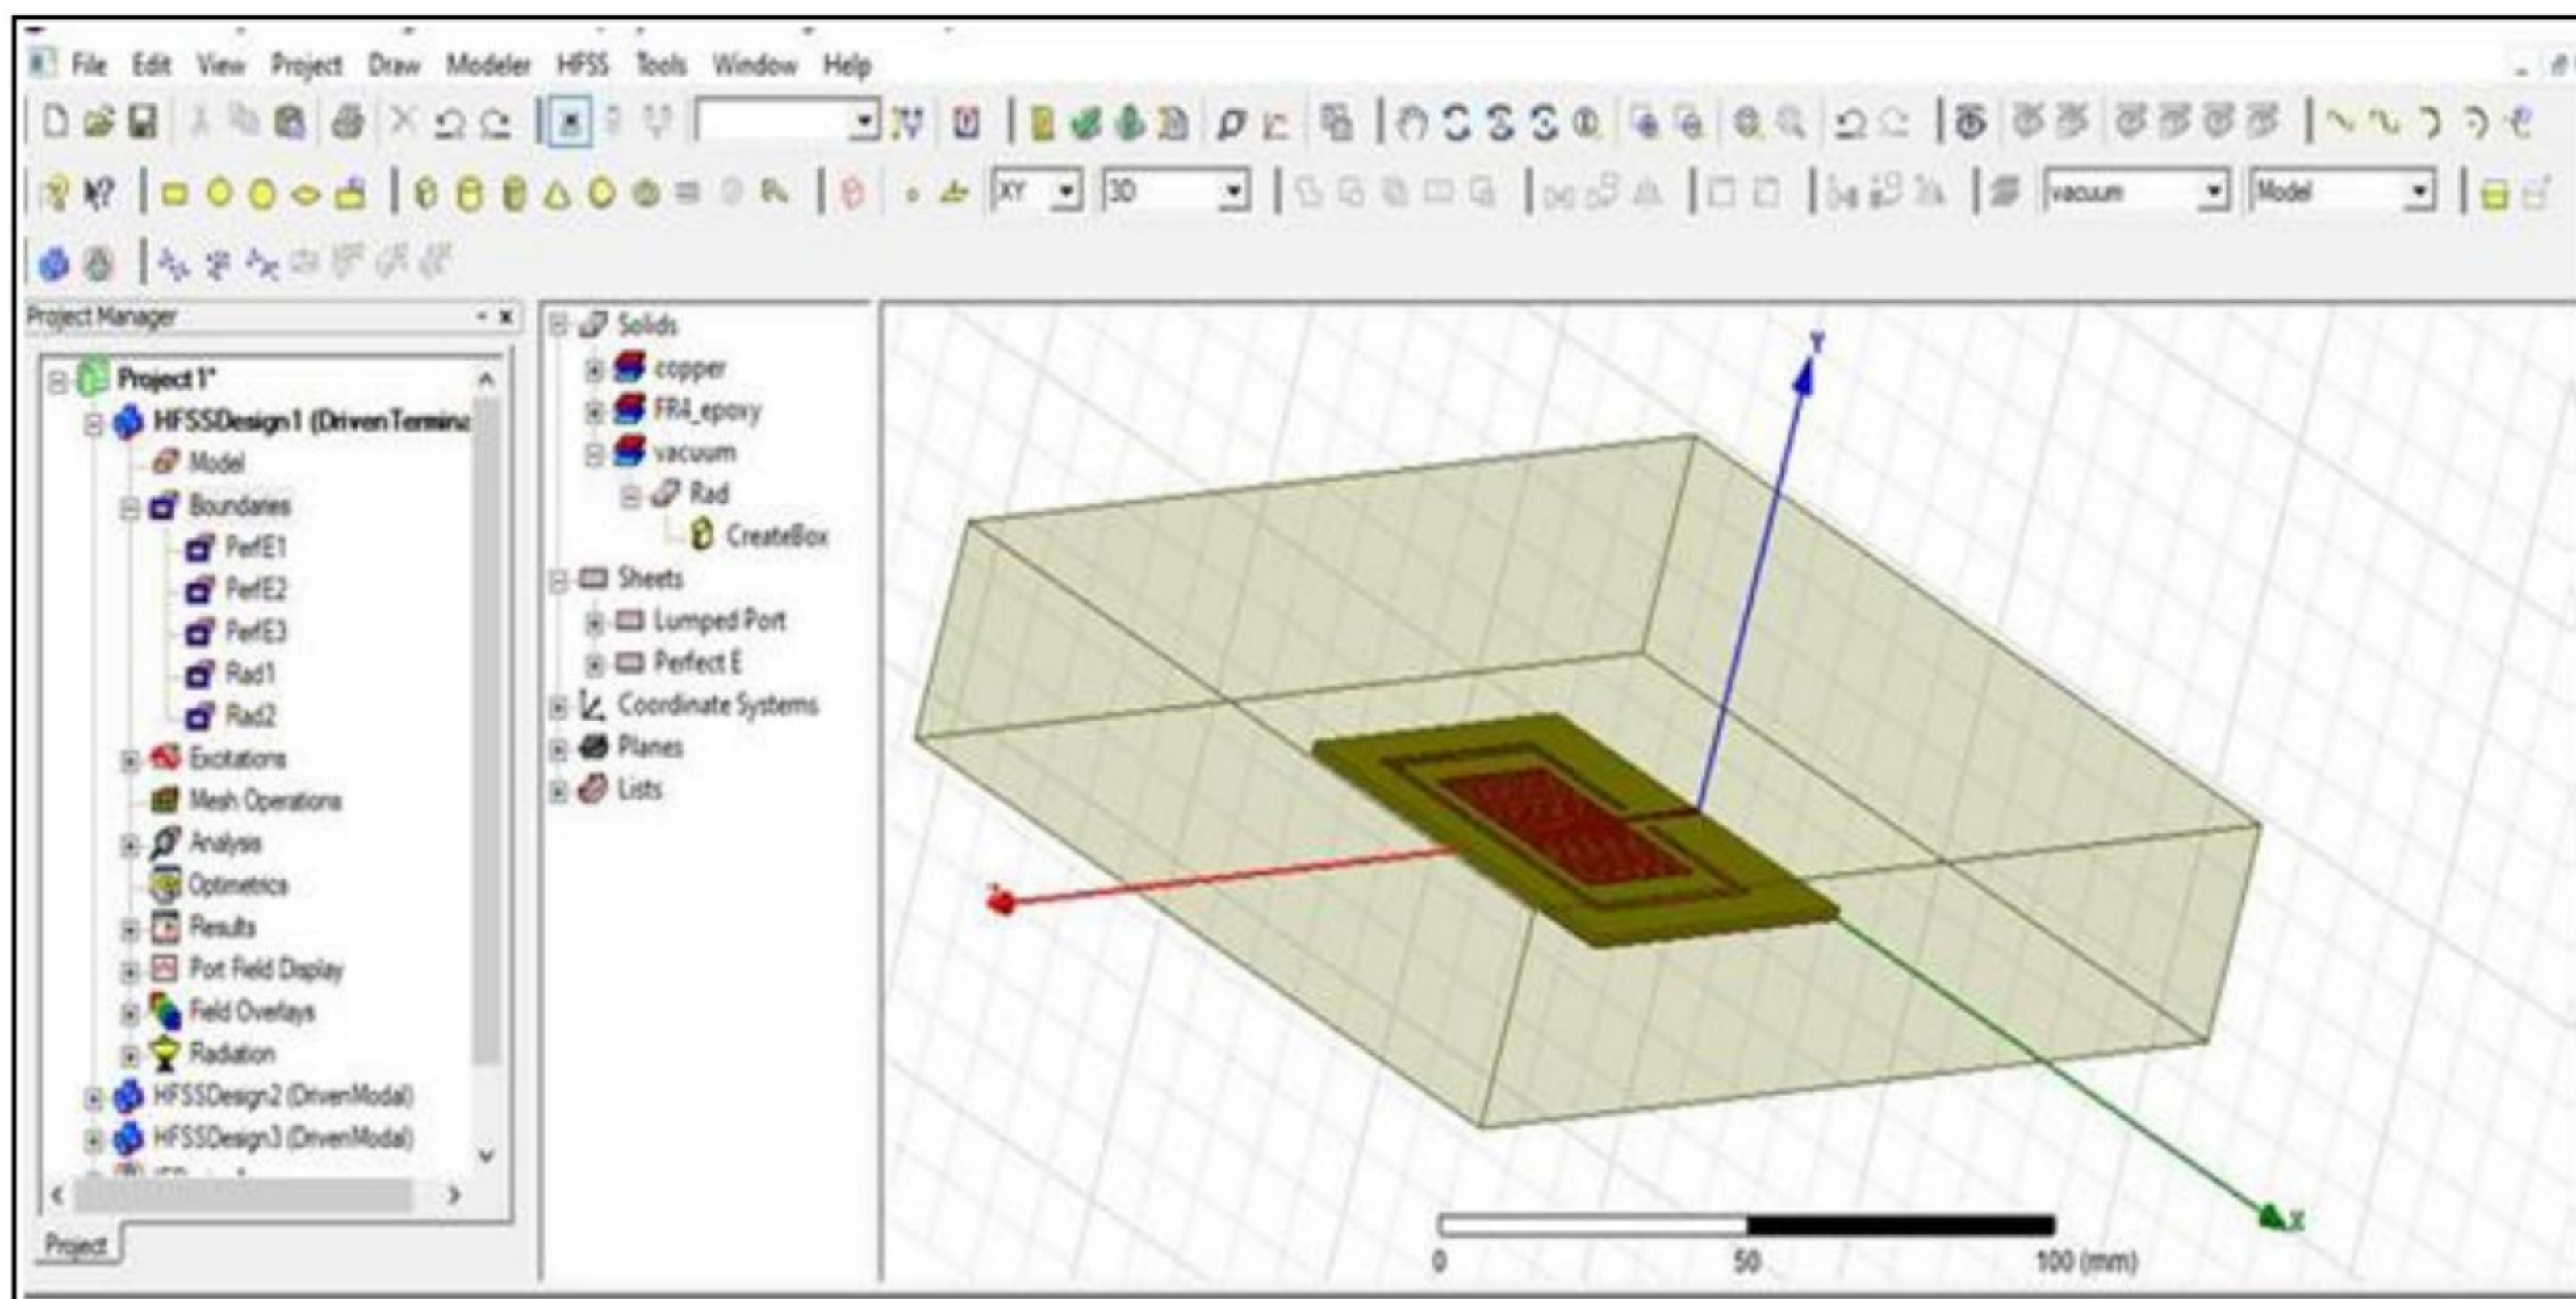 File Edit View Project Draw Modeler HFSS Tools Window Help
XY 3D vacuum Model
Project Manager
Project1*
HFSSDesign1 (DrivenTermina
Model
Boundaries
PerfE1
PerfE2
PerfE3
Rad1
Rad2
Excitations
Mesh Operations
Analysis
Optimetrics
Results
Port Field Display
Field Overlays
Radiation
HFSSDesign2 (DrivenModal)
HFSSDesign3 (DrivenModal)
Project
Solids
copper
FR4_epoxy
vacuum
Rad
CreateBox
Sheets
Lumped Port
Perfect E
Coordinate Systems
Planes
Lists
Y
X
0 50 100 (mm)